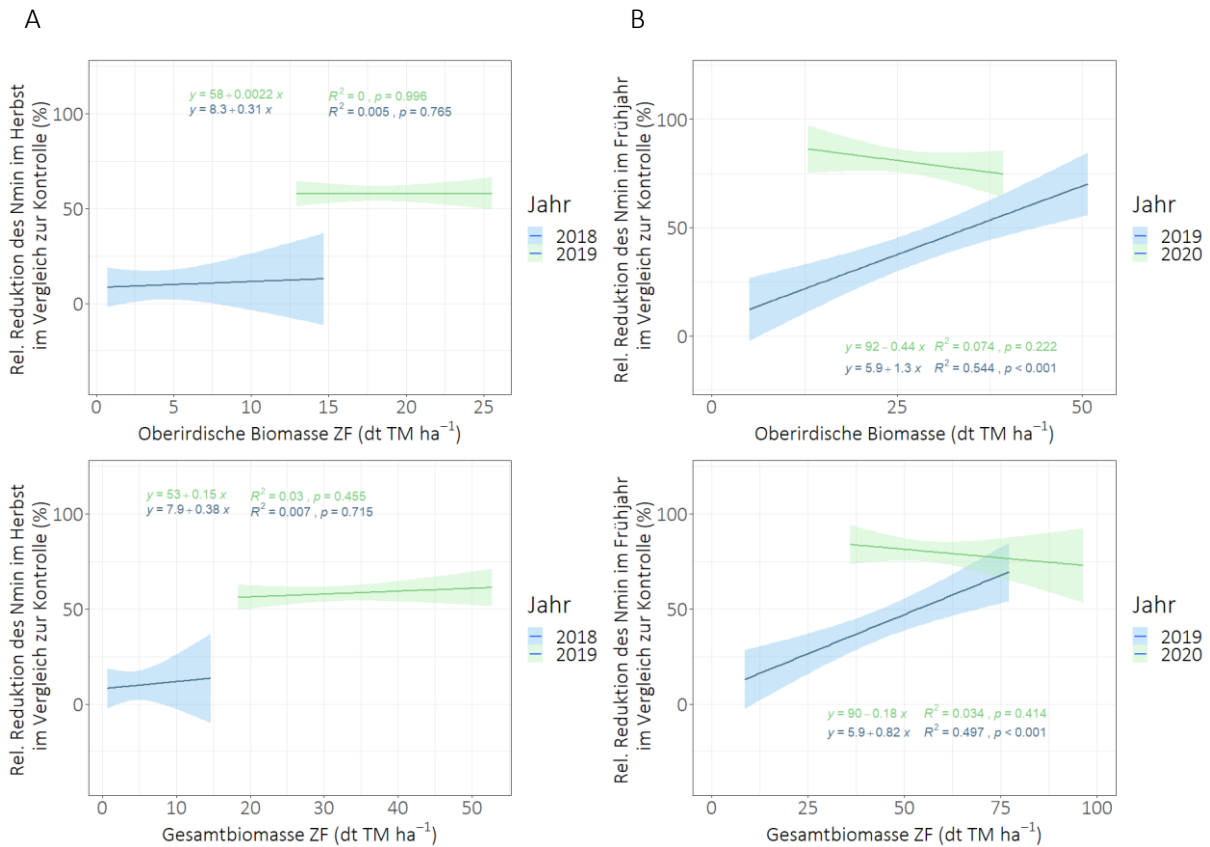 A
Rel. Reduktion des Nmin im Herbst
im Vergleich zur Kontrolle (%)
100
50
0
y = 58 + 0.0022 x R² = 0 , p = 0.996
y = 8.3 + 0.31 x R² = 0.005 , p = 0.765
0 5 10 15 20 25
Oberirdische Biomasse ZF (dt TM ha⁻¹)
Jahr
2018
2019
B
Rel. Reduktion des Nmin im Frühjahr
im Vergleich zur Kontrolle (%)
100
50
0
y = 92 − 0.44 x R² = 0.074 , p = 0.222
y = 5.9 + 1.3 x R² = 0.544 , p < 0.001
0 25 50
Oberirdische Biomasse (dt TM ha⁻¹)
Jahr
2019
2020
Rel. Reduktion des Nmin im Herbst
im Vergleich zur Kontrolle (%)
100
50
0
y = 53 + 0.15 x R² = 0.03 , p = 0.455
y = 7.9 + 0.38 x R² = 0.007 , p = 0.715
0 10 20 30 40 50
Gesamtbiomasse ZF (dt TM ha⁻¹)
Jahr
2018
2019
Rel. Reduktion des Nmin im Frühjahr
im Vergleich zur Kontrolle (%)
100
50
0
y = 90 − 0.18 x R² = 0.034 , p = 0.414
y = 5.9 + 0.82 x R² = 0.497 , p < 0.001
0 25 50 75 100
Gesamtbiomasse ZF (dt TM ha⁻¹)
Jahr
2019
2020